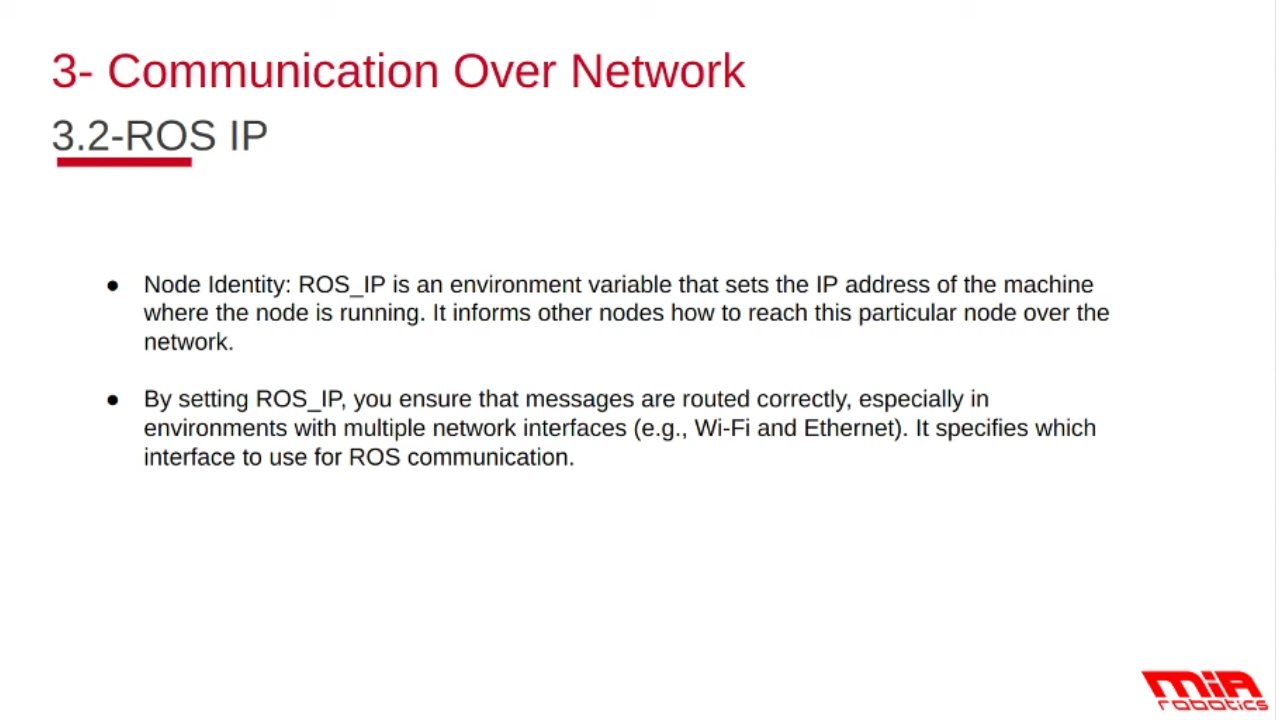 3- Communication Over Network
3.2-ROS IP
● Node Identity: ROS_IP is an environment variable that sets the IP address of the machine
where the node is running. It informs other nodes how to reach this particular node over the
network.
● By setting ROS_IP, you ensure that messages are routed correctly, especially in
environments with multiple network interfaces (e.g., Wi-Fi and Ethernet). It specifies which
interface to use for ROS communication.
MIA
robotics